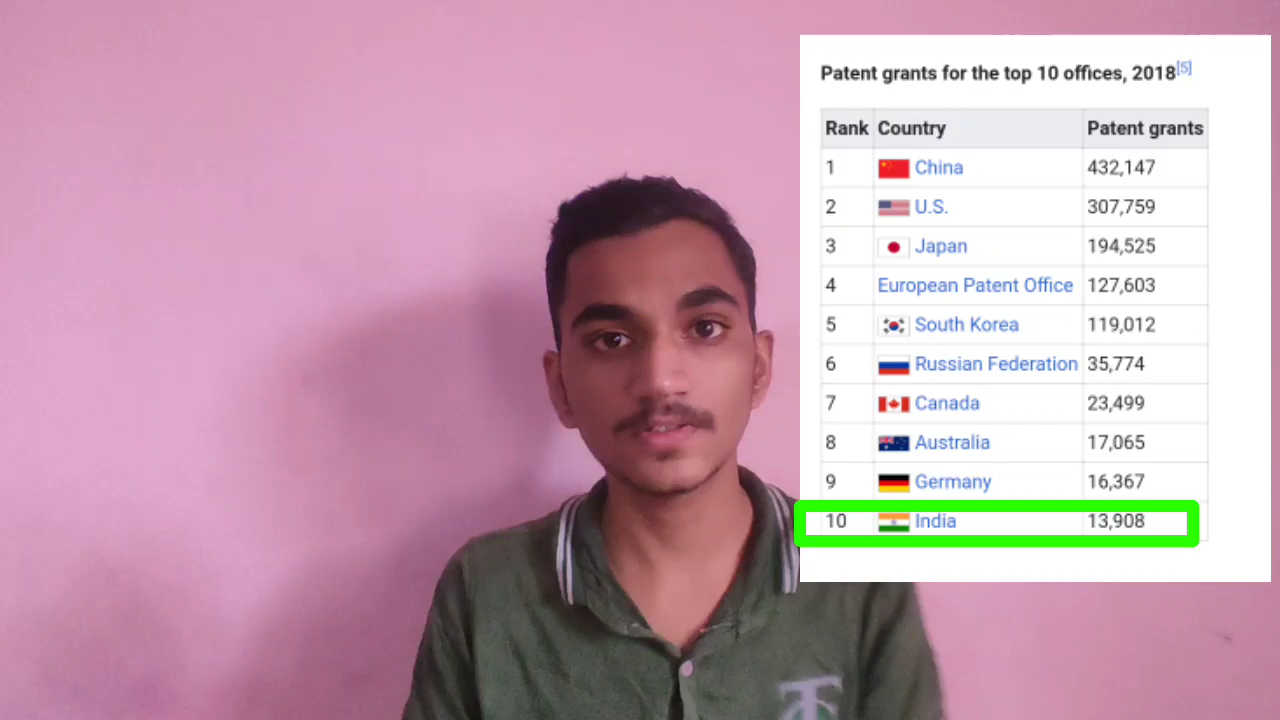 Patent grants for the top 10 offices, 2018[5]
Rank Country Patent grants
1 China 432,147
2 U.S. 307,759
3 Japan 194,525
4 European Patent Office 127,603
5 South Korea 119,012
6 Russian Federation 35,774
7 Canada 23,499
8 Australia 17,065
9 Germany 16,367
10 India 13,908